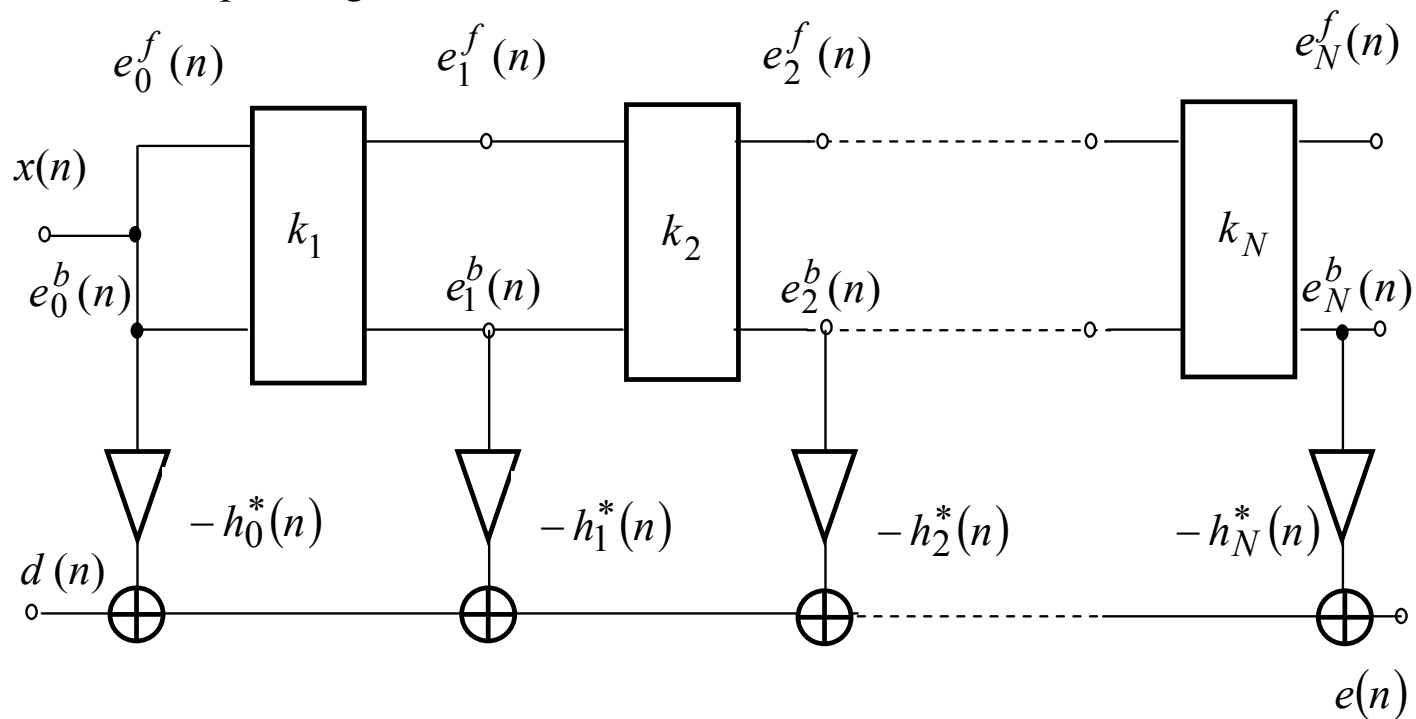 e_0^f(n) e_1^f(n) e_2^f(n) e_N^f(n)
x(n)
k_1 k_2 k_N
e_0^b(n) e_1^b(n) e_2^b(n) e_N^b(n)
-h_0^*(n) -h_1^*(n) -h_2^*(n) -h_N^*(n)
d(n)
e(n)